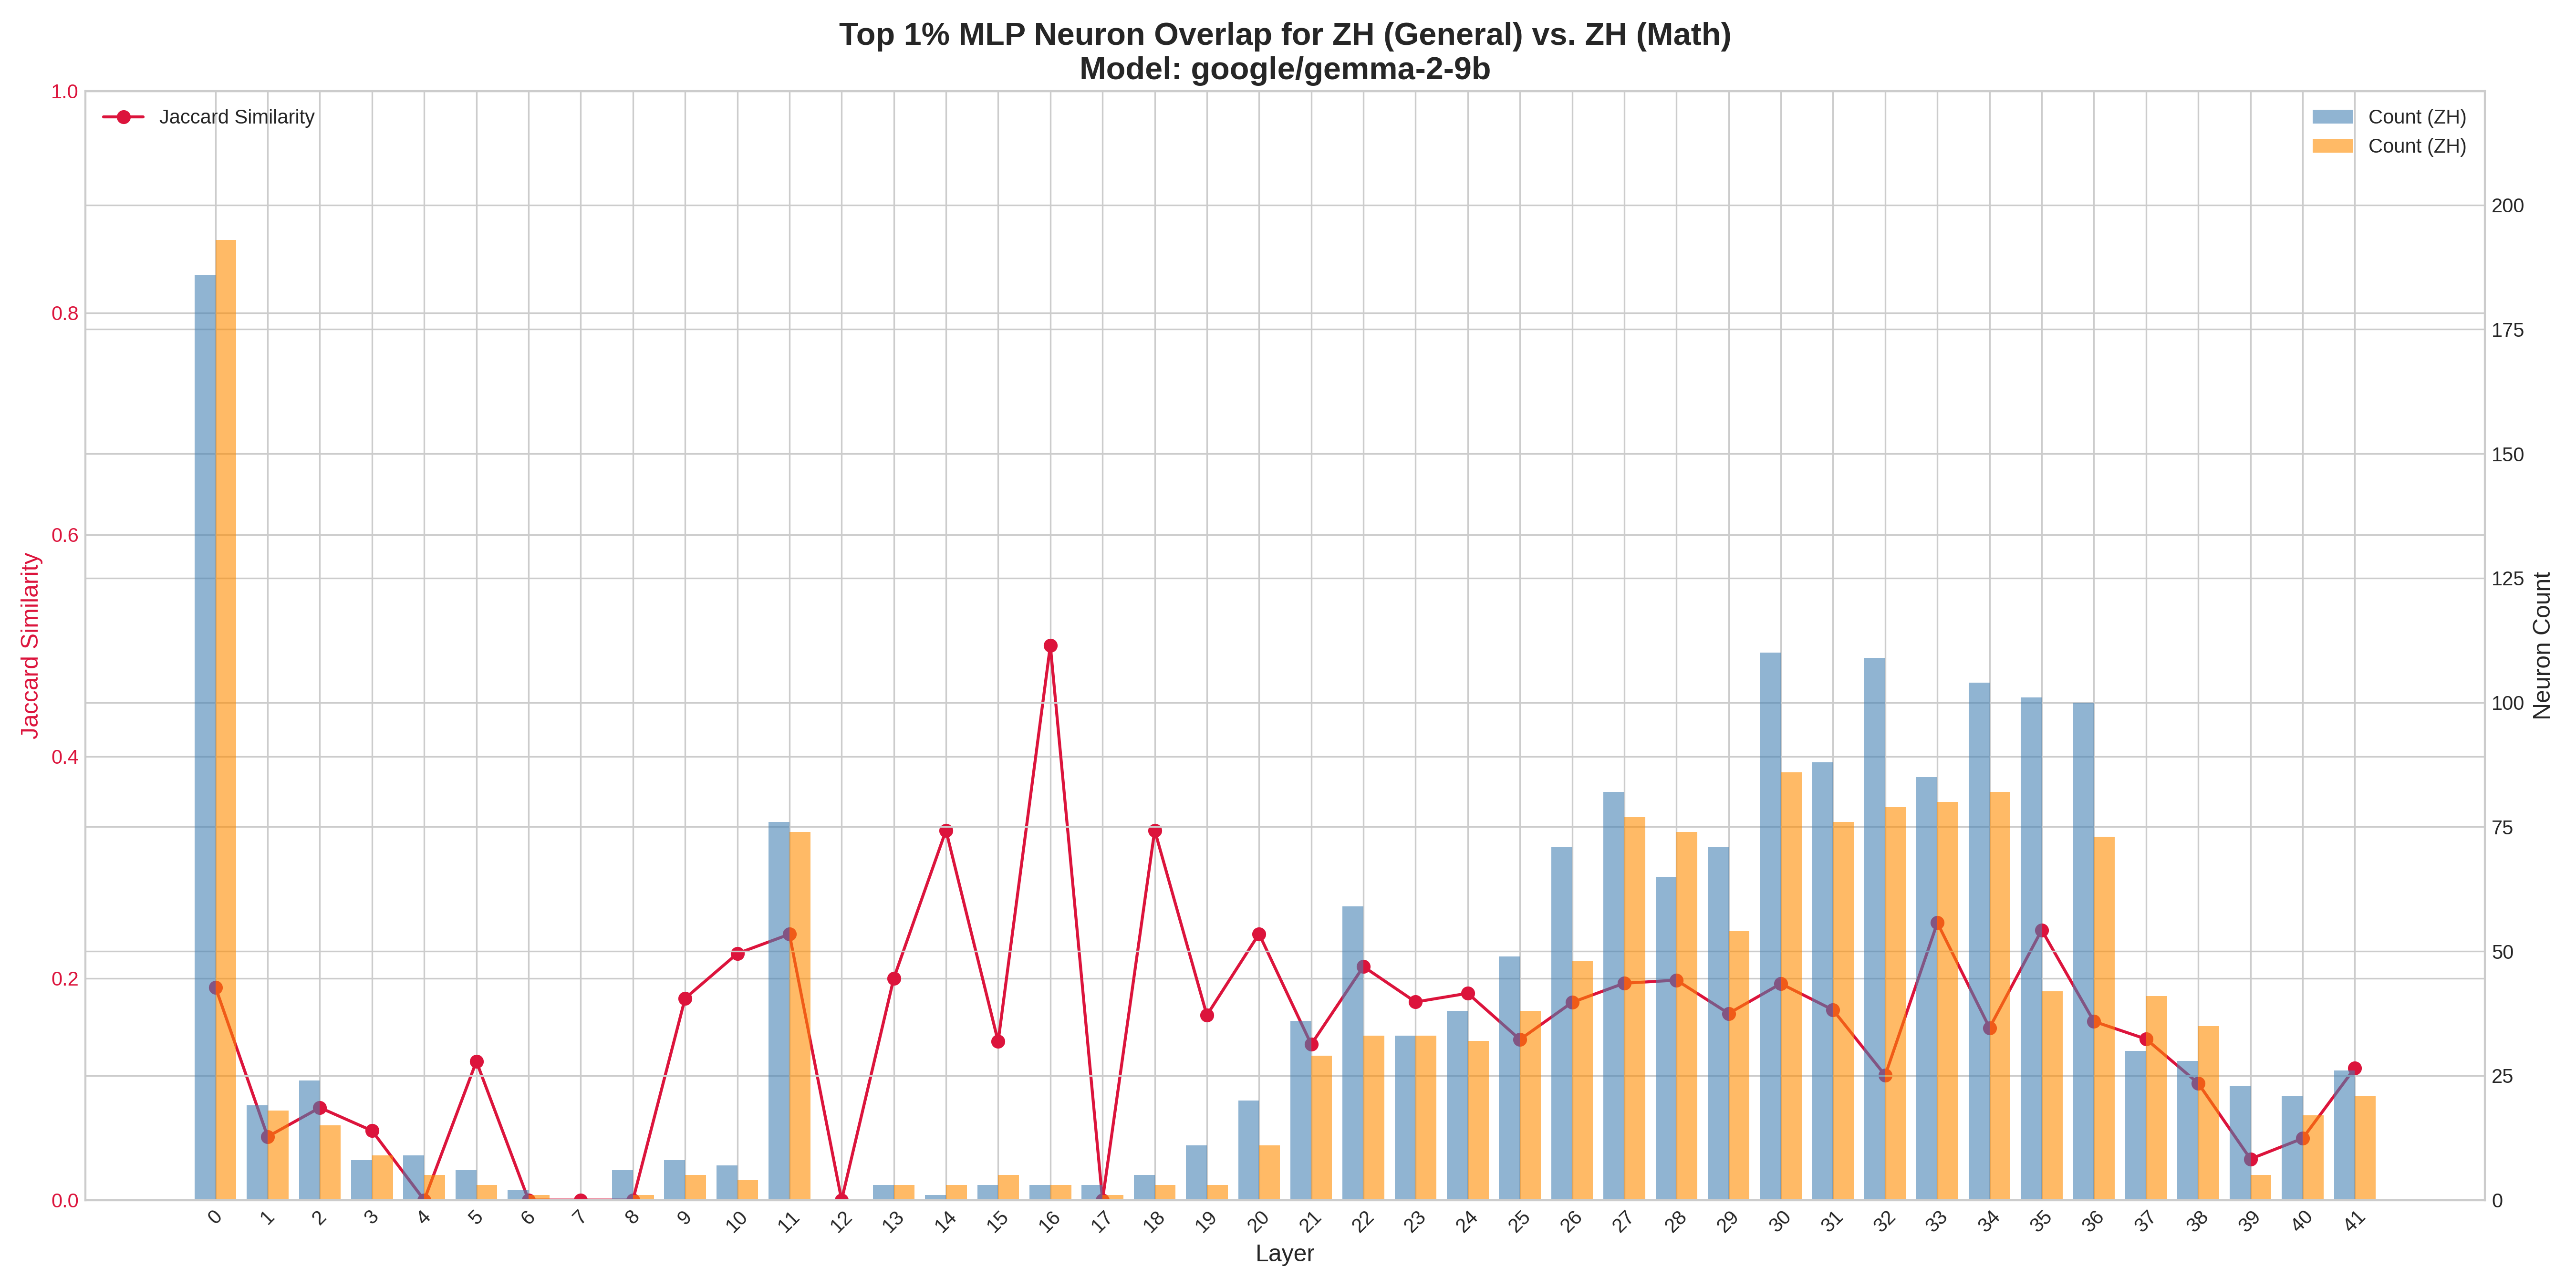 Top 1% MLP Neuron Overlap for ZH (General) vs. ZH (Math)
Model: google/gemma-2-9b
Jaccard Similarity
Count (ZH)
Count (ZH)
1.0
0.8
0.6
0.4
0.2
0.0
Jaccard Similarity
200
175
150
125
100
75
50
25
0
Neuron Count
0 1 2 3 4 5 6 7 8 9 10 11 12 13 14 15 16 17 18 19 20 21 22 23 24 25 26 27 28 29 30 31 32 33 34 35 36 37 38 39 40 41
Layer